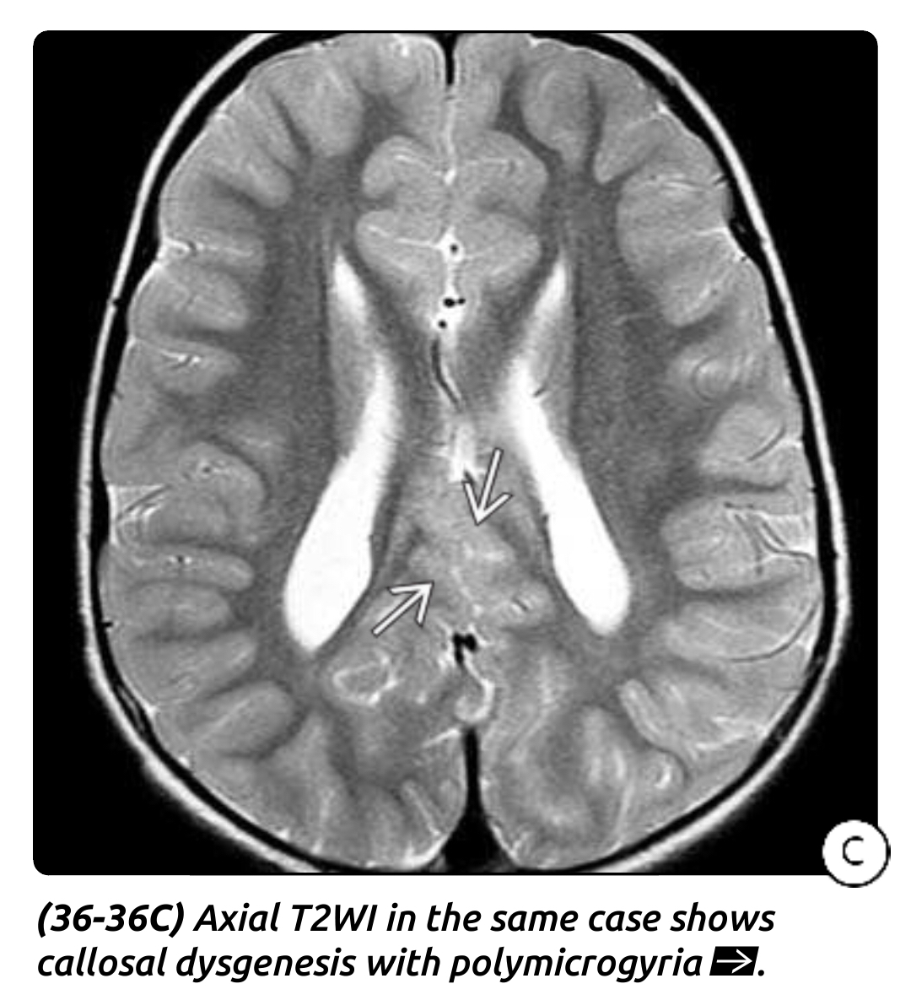 C
(36-36C) Axial T2WI in the same case shows
callosal dysgenesis with polymicrogyria ➡.